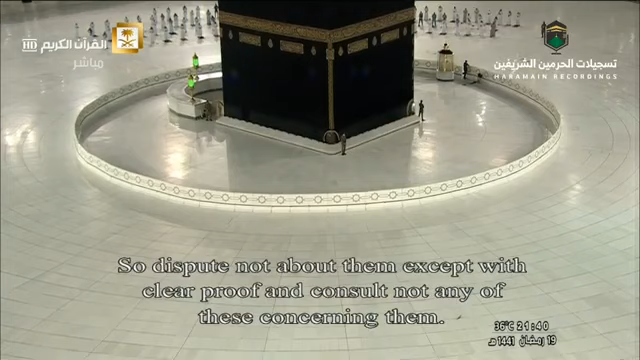 القرآن الكريم HD
مباشر
تسجيلات الحرمين الشريفين
HARAMAIN RECORDINGS
So dispute not about them except with
clear proof and consult not any of
these concerning them.
36°C 21:40
19 رمضان 1441 هـ